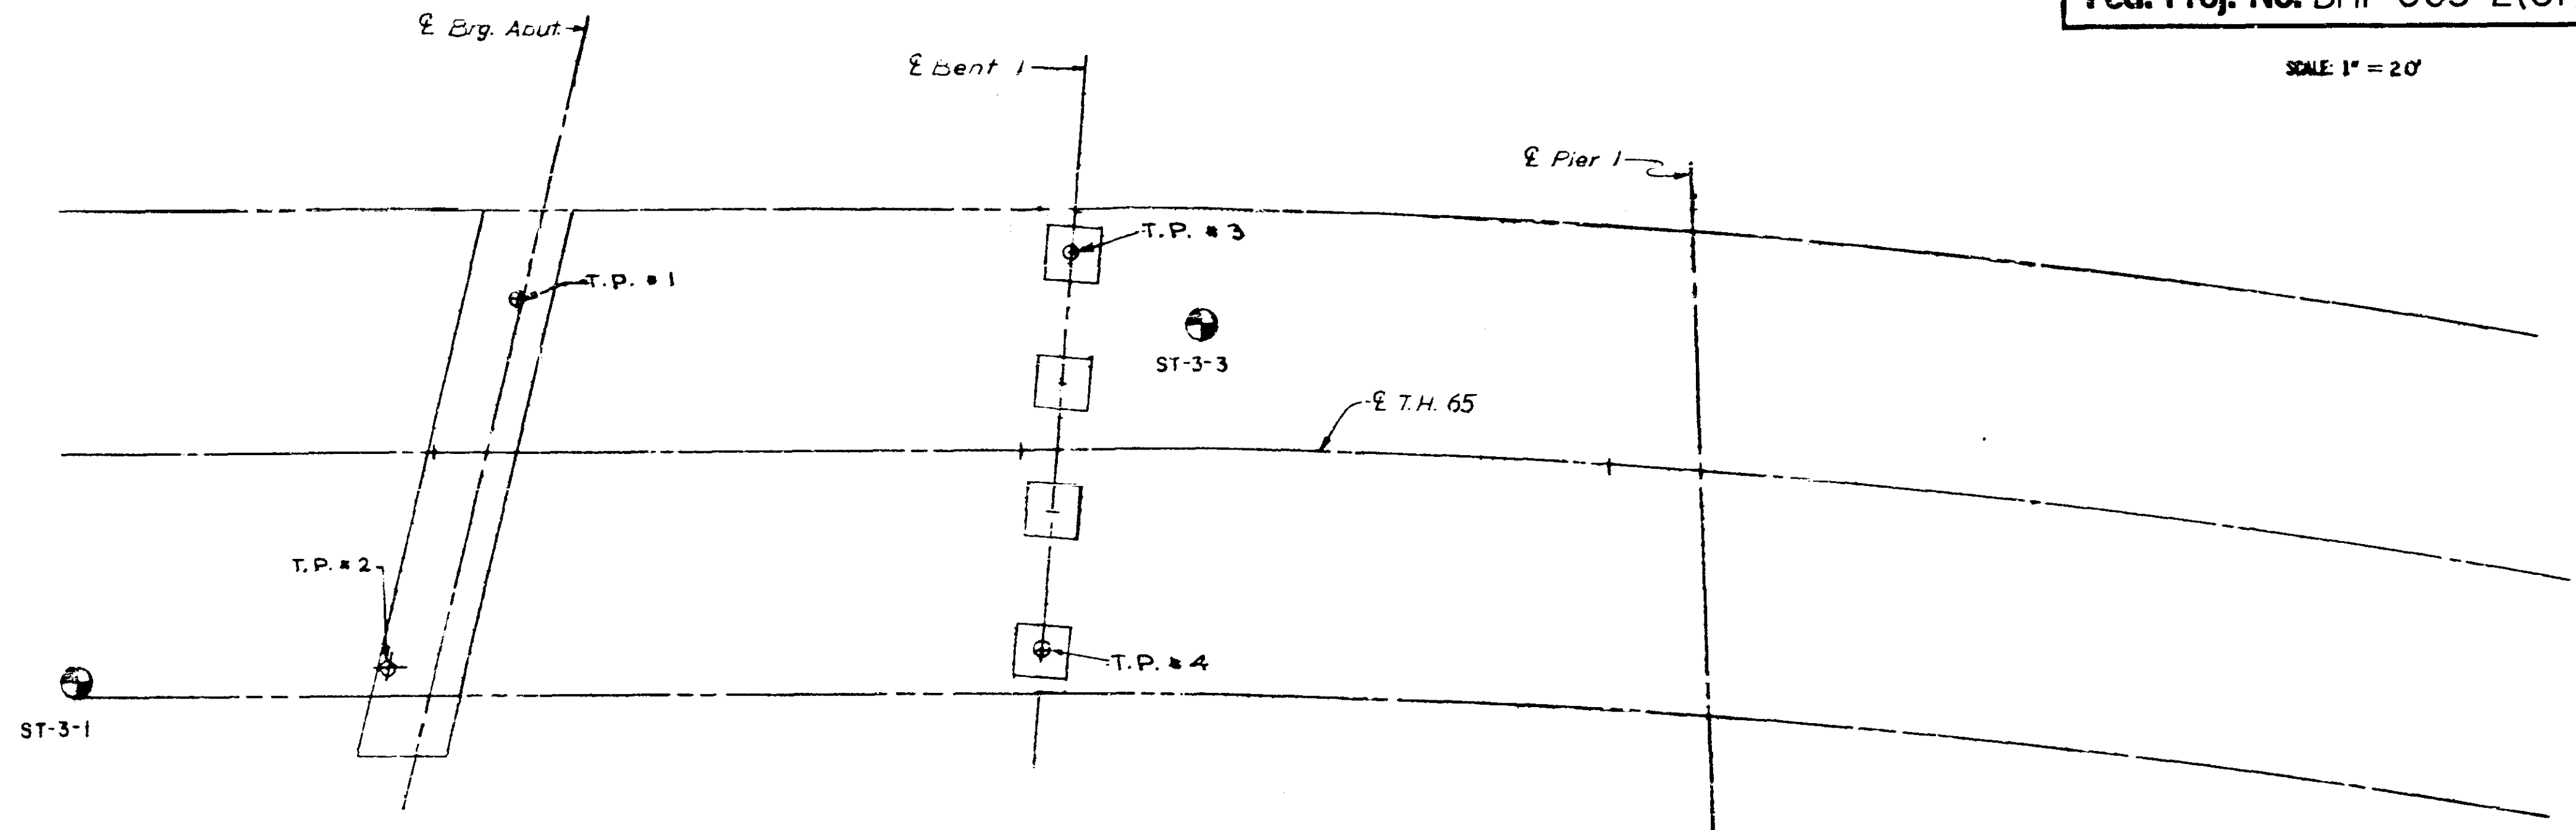 Fed. Proj. No.
SCALE: 1" = 20'
℄ Brg. Abut.
℄ Bent 1
℄ Pier 1
T.P. #3
T.P. #1
ST-3-3
℄ T.H. 65
T.P. #2
T.P. #4
ST-3-1